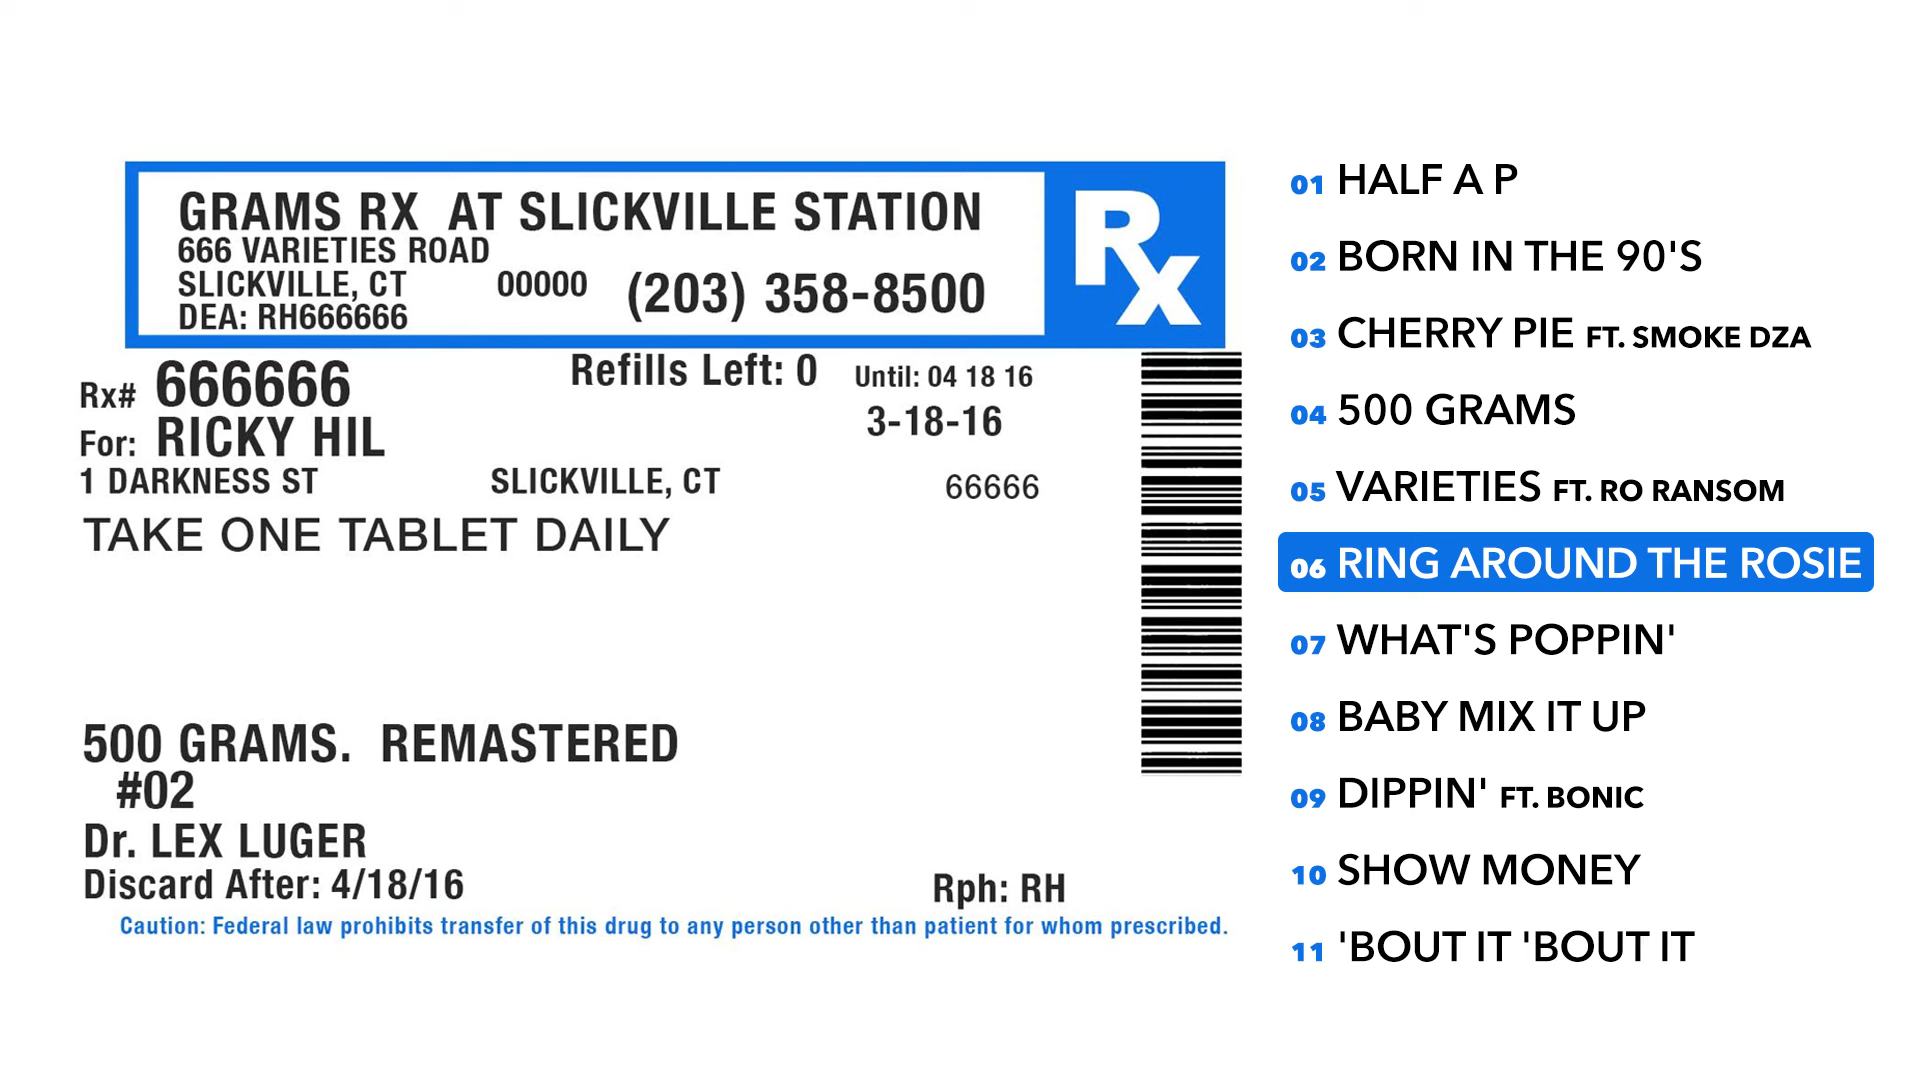 GRAMS RX AT SLICKVILLE STATION
666 VARIETIES ROAD
SLICKVILLE, CT 00000 (203) 358-8500
DEA: RH666666
Rx
Rx# 666666
Refills Left: 0 Until: 04 18 16
3-18-16
For: RICKY HIL
1 DARKNESS ST SLICKVILLE, CT 66666
TAKE ONE TABLET DAILY
500 GRAMS. REMASTERED
#02
Dr. LEX LUGER
Discard After: 4/18/16 Rph: RH
Caution: Federal law prohibits transfer of this drug to any person other than patient for whom prescribed.
01 HALF A P
02 BORN IN THE 90'S
03 CHERRY PIE FT. SMOKE DZA
04 500 GRAMS
05 VARIETIES FT. RO RANSOM
06 RING AROUND THE ROSIE
07 WHAT'S POPPIN'
08 BABY MIX IT UP
09 DIPPIN' FT. BONIC
10 SHOW MONEY
11 'BOUT IT 'BOUT IT